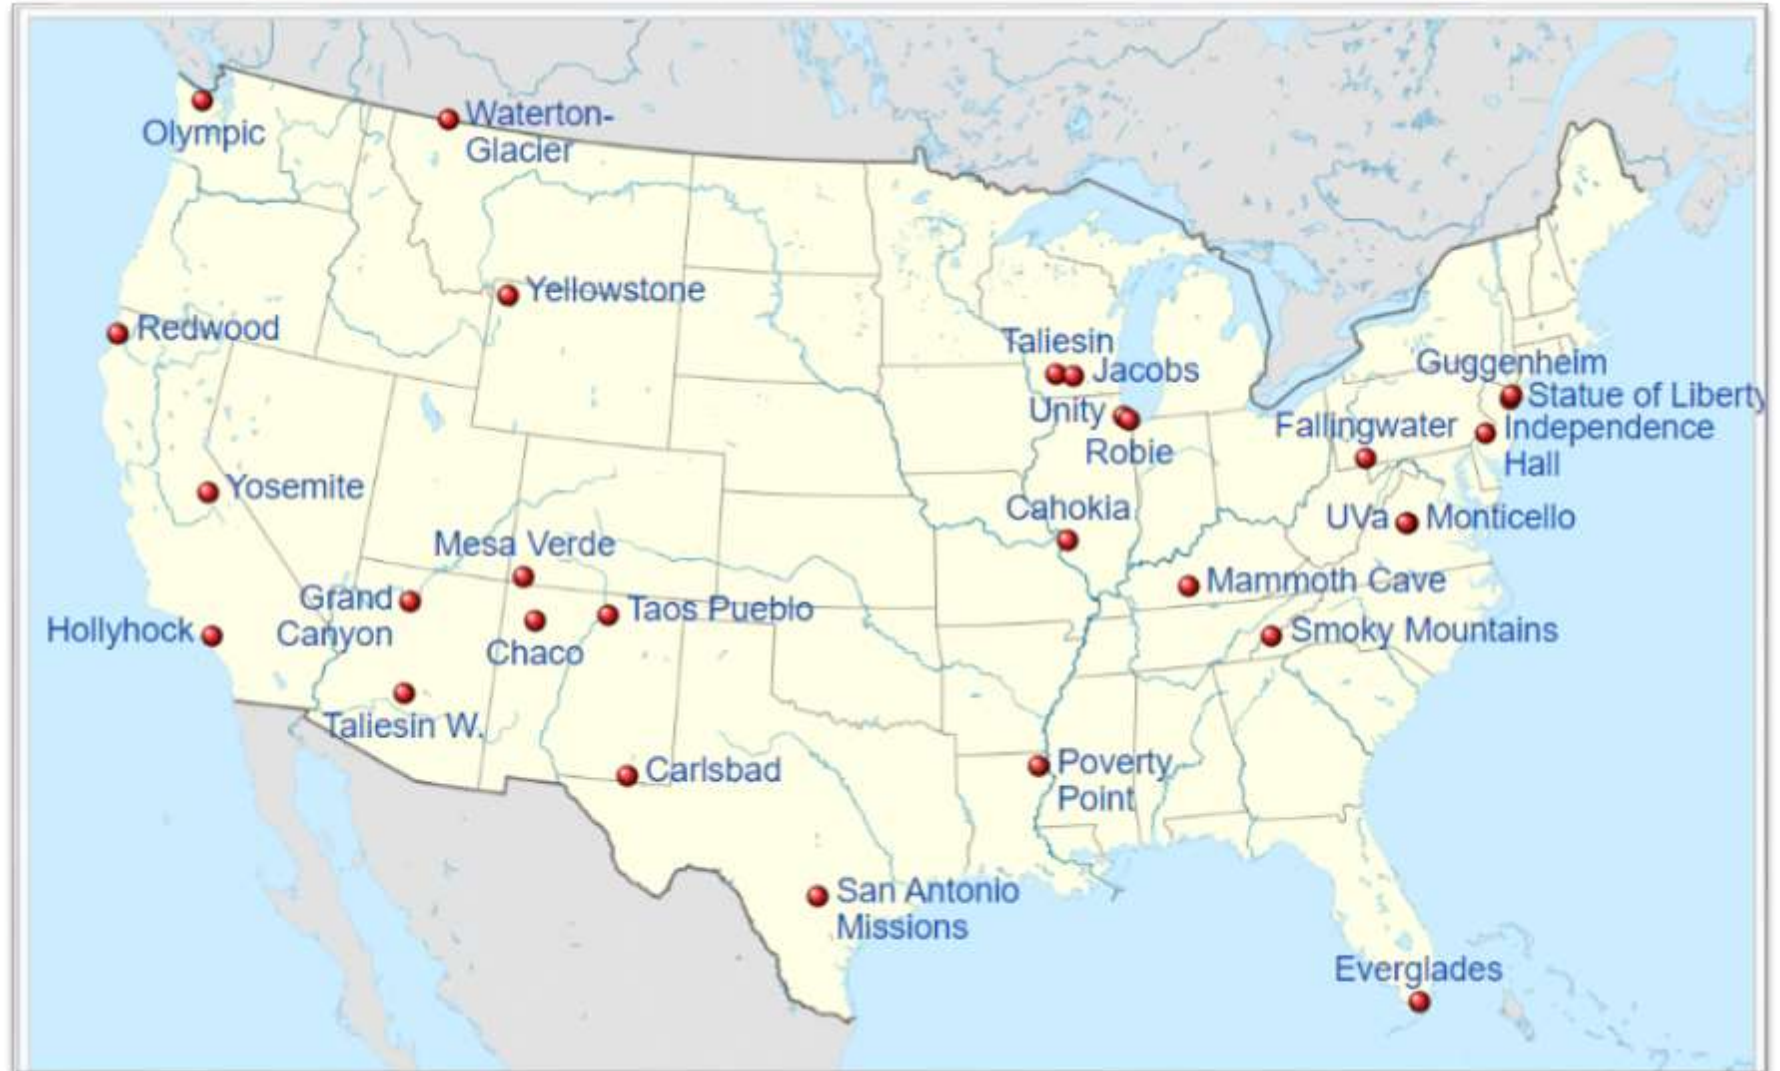 Olympic
Waterton-
Glacier
Yellowstone
Redwood
Taliesin
Jacobs
Guggenheim
Statue of Liberty
Unity
Robie
Fallingwater
Independence
Hall
Yosemite
Cahokia
UVa
Monticello
Mesa Verde
Mammoth Cave
Grand
Canyon
Taos Pueblo
Hollyhock
Chaco
Smoky Mountains
Taliesin W.
Carlsbad
Poverty
Point
San Antonio
Missions
Everglades